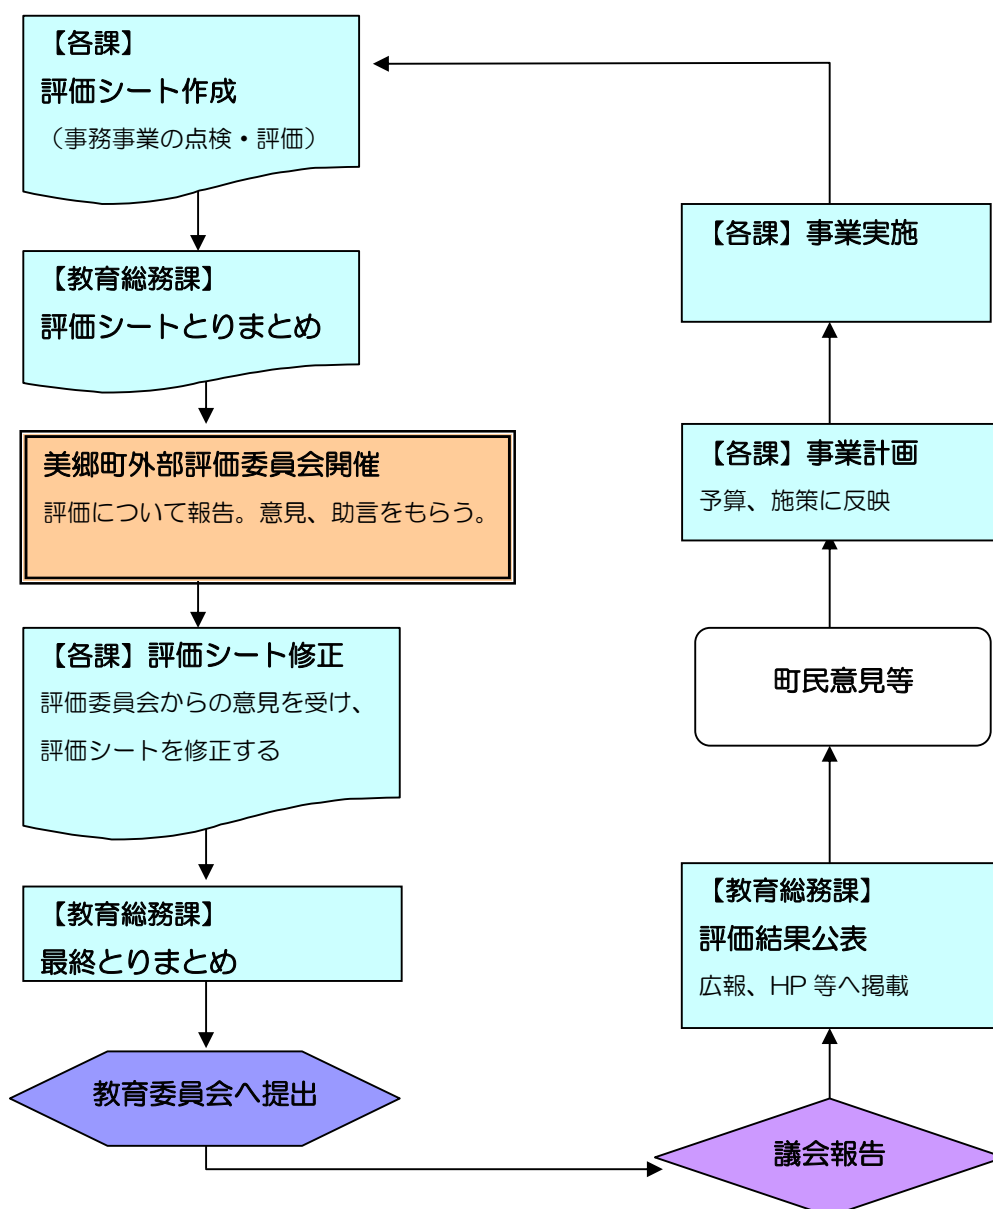 【各課】
評価シート作成
（事務事業の点検・評価）
【教育総務課】
評価シートとりまとめ
美郷町外部評価委員会開催
評価について報告。意見、助言をもらう。
【各課】評価シート修正
評価委員会からの意見を受け、
評価シートを修正する
【教育総務課】
最終とりまとめ
教育委員会へ提出
議会報告
【教育総務課】
評価結果公表
広報、HP 等へ掲載
町民意見等
【各課】事業計画
予算、施策に反映
【各課】事業実施